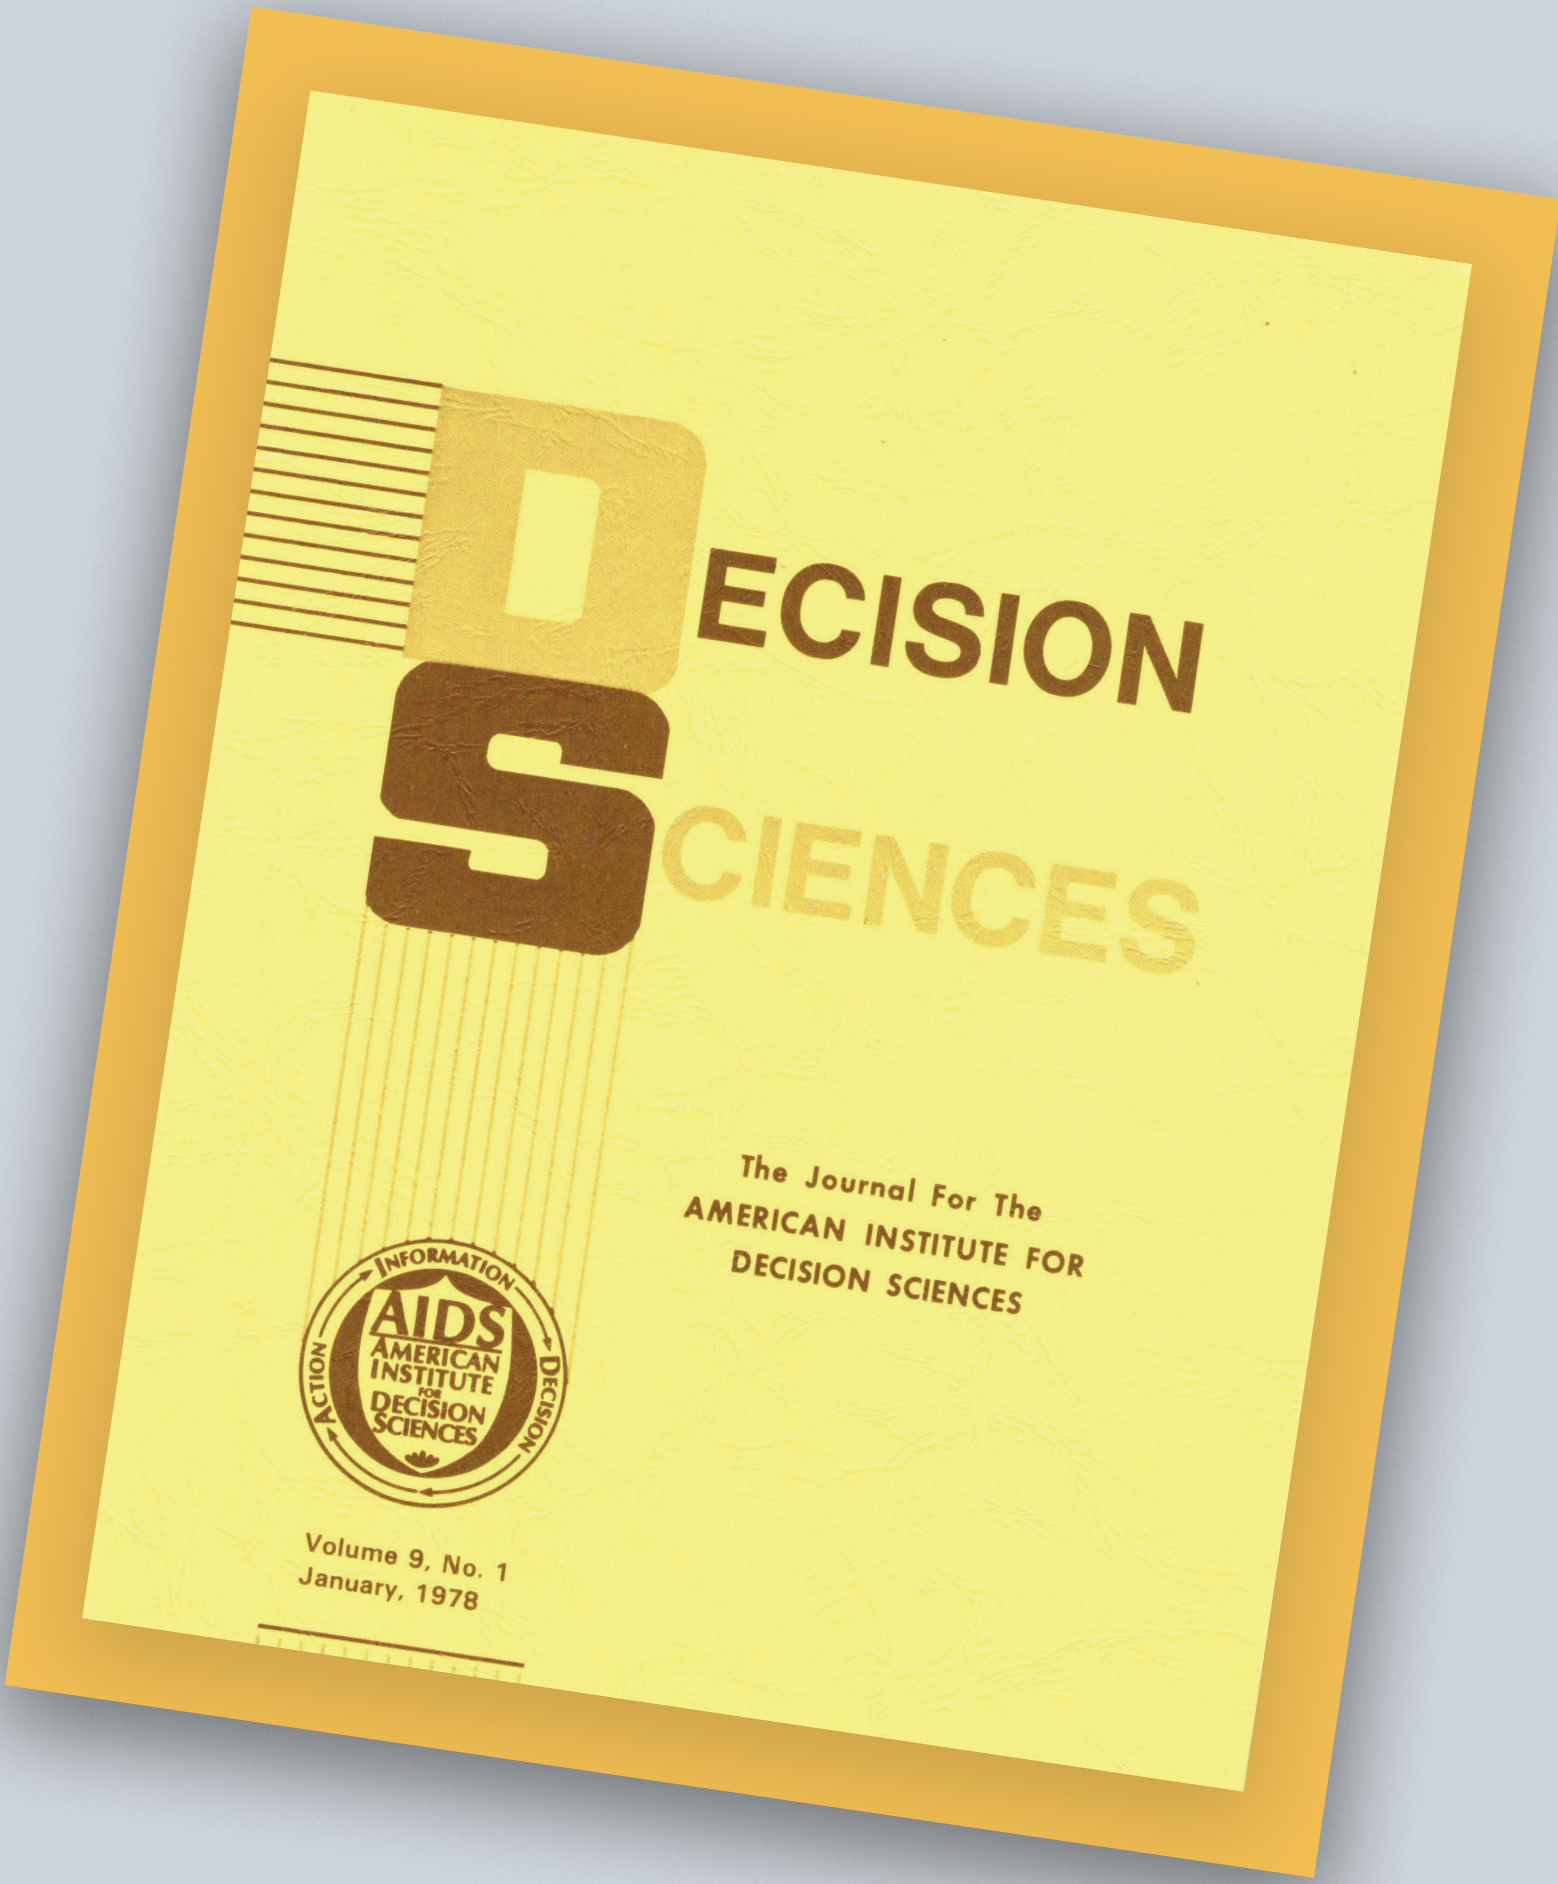 DECISION
SCIENCES
The Journal For The
AMERICAN INSTITUTE FOR
DECISION SCIENCES
INFORMATION
DECISION
ACTION
AIDS
AMERICAN
INSTITUTE
FOR
DECISION
SCIENCES
Volume 9, No. 1
January, 1978